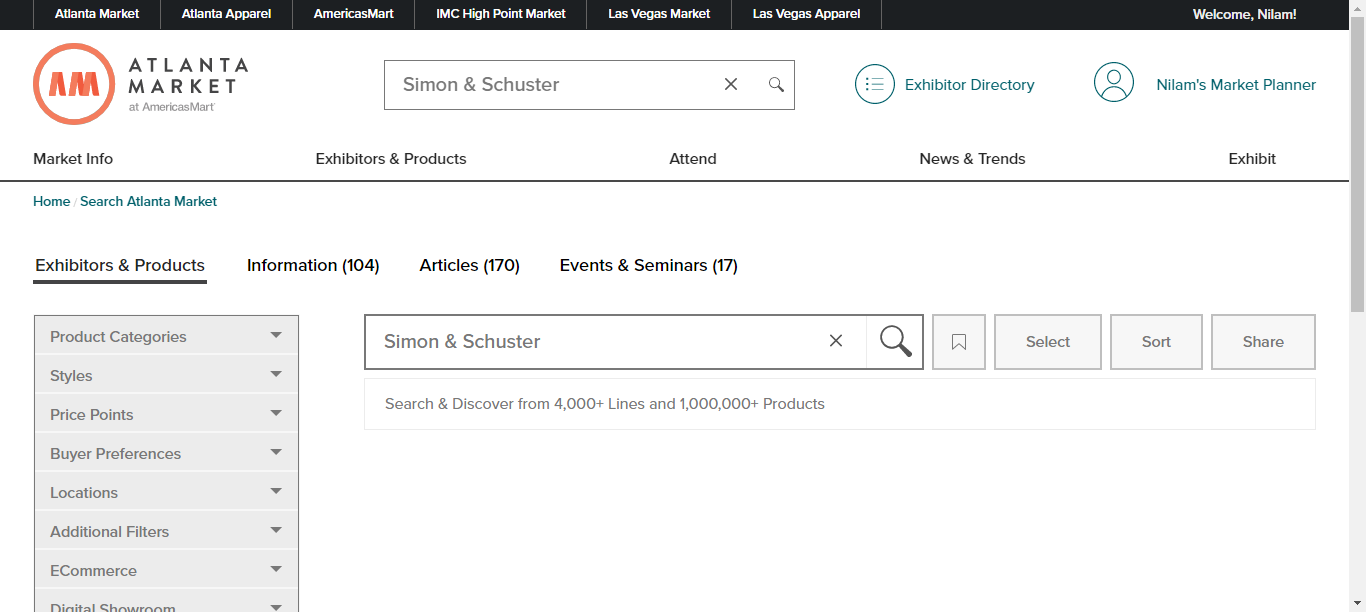 Atlanta Market Atlanta Apparel AmericasMart IMC High Point Market Las Vegas Market Las Vegas Apparel Welcome, Nilam!
AM ATLANTA
MARKET
at AmericasMart
Simon & Schuster
Exhibitor Directory
Nilam's Market Planner
Market Info Exhibitors & Products Attend News & Trends Exhibit
Home / Search Atlanta Market
Exhibitors & Products Information (104) Articles (170) Events & Seminars (17)
Product Categories
Styles
Price Points
Buyer Preferences
Locations
Additional Filters
ECommerce
Digital Showroom
Simon & Schuster
Select Sort Share
Search & Discover from 4,000+ Lines and 1,000,000+ Products